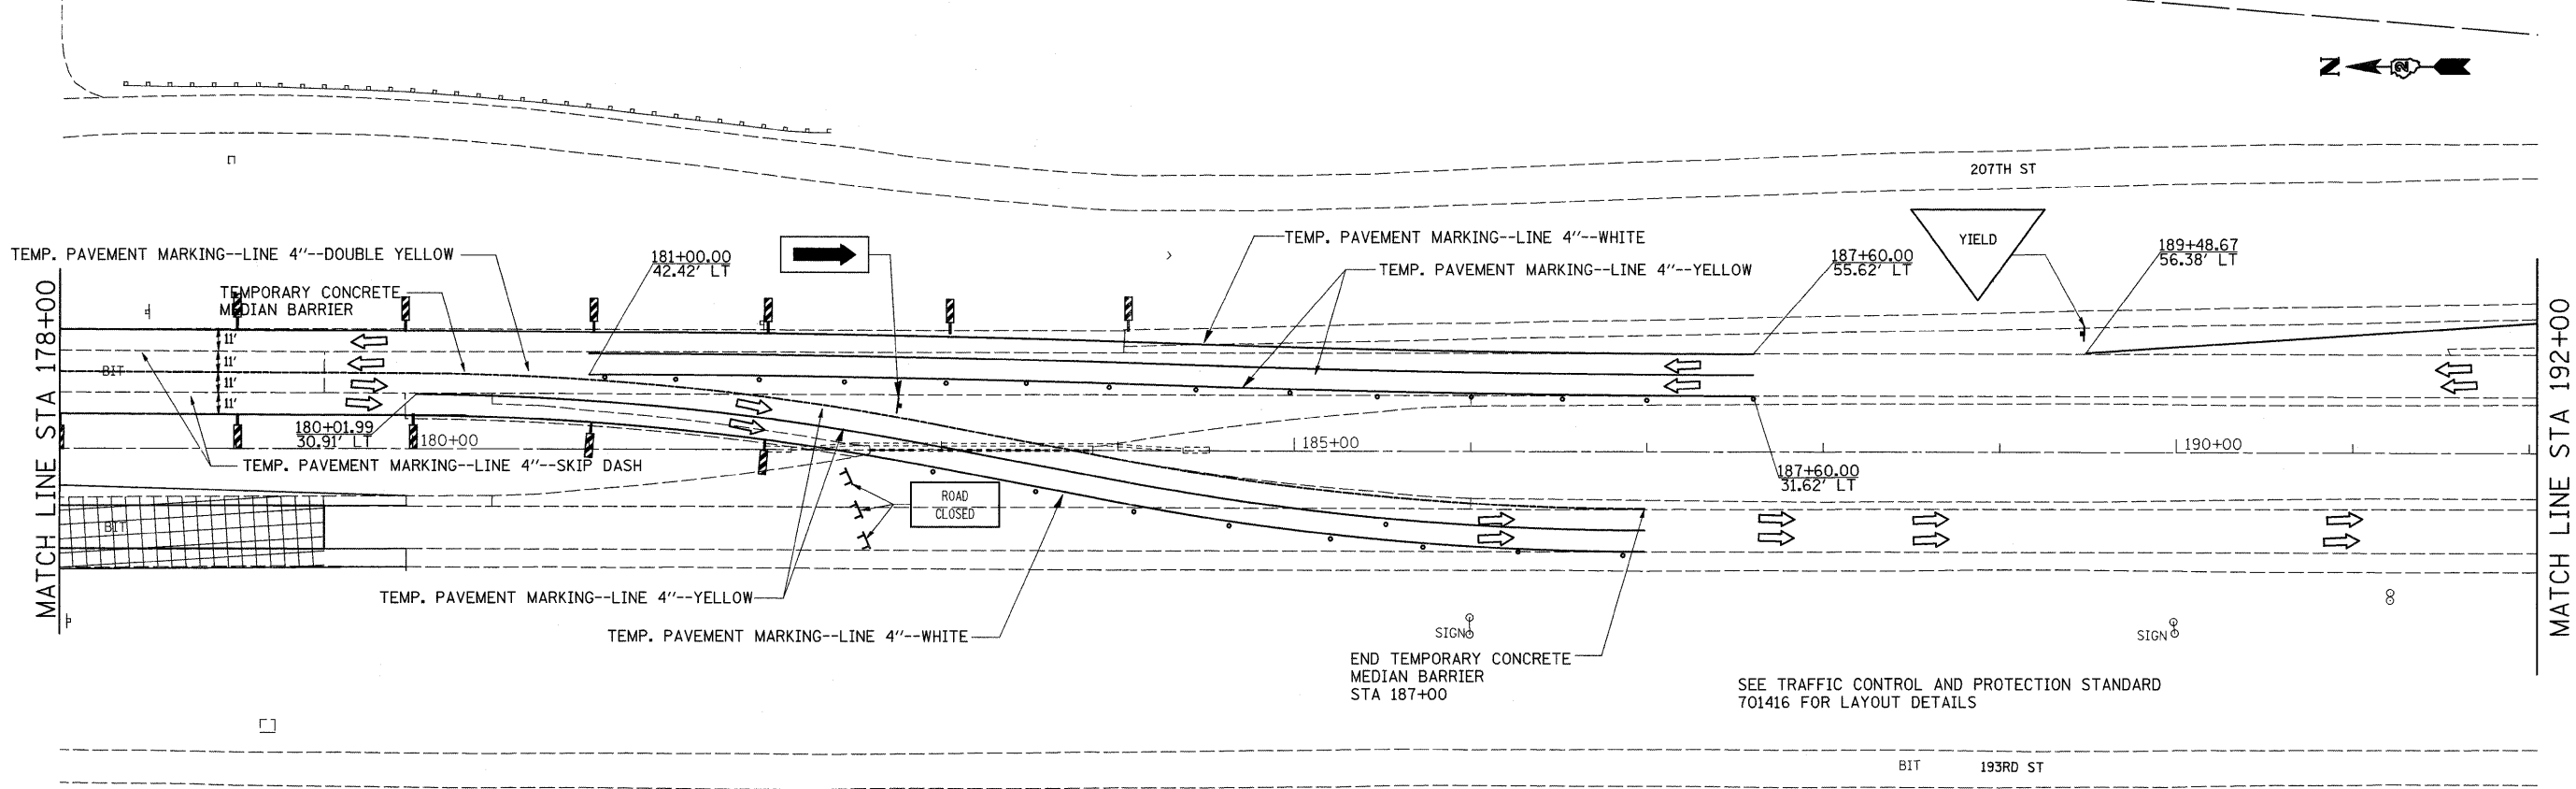 N
2
207TH ST
YIELD
189+48.67
56.38' LT
187+60.00
55.62' LT
TEMP. PAVEMENT MARKING--LINE 4"--WHITE
TEMP. PAVEMENT MARKING--LINE 4"--YELLOW
181+00.00
42.42' LT
TEMP. PAVEMENT MARKING--LINE 4"--DOUBLE YELLOW
TEMPORARY CONCRETE
MEDIAN BARRIER
MATCH LINE STA 178+00
MATCH LINE STA 192+00
11'
11'
BIT
11'
11'
180+01.99
30.91' LT
180+00
185+00
190+00
TEMP. PAVEMENT MARKING--LINE 4"--SKIP DASH
187+60.00
31.62' LT
ROAD
CLOSED
BIT
TEMP. PAVEMENT MARKING--LINE 4"--YELLOW
TEMP. PAVEMENT MARKING--LINE 4"--WHITE
SIGN
SIGN
END TEMPORARY CONCRETE
MEDIAN BARRIER
STA 187+00
SEE TRAFFIC CONTROL AND PROTECTION STANDARD
701416 FOR LAYOUT DETAILS
BIT
193RD ST